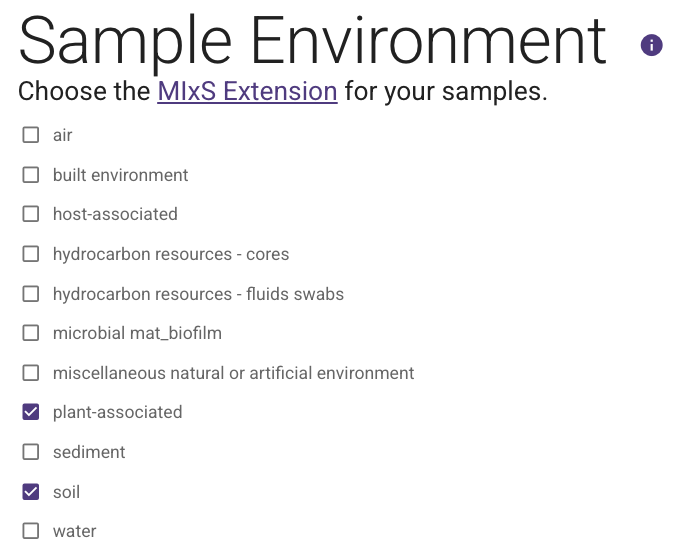 Sample Environment
Choose the MIxS Extension for your samples.
air
built environment
host-associated
hydrocarbon resources - cores
hydrocarbon resources - fluids swabs
microbial mat_biofilm
miscellaneous natural or artificial environment
plant-associated
sediment
soil
water